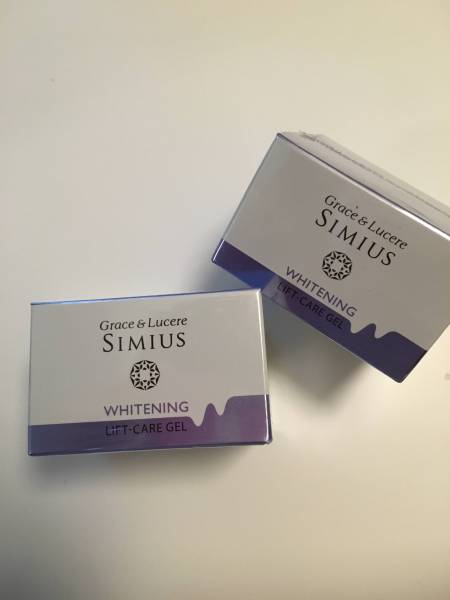 Grace & Lucere
SIMIUS
WHITENING
LIFT-CARE GEL
Grace & Lucere
SIMIUS
WHITENING
LIFT-CARE GEL